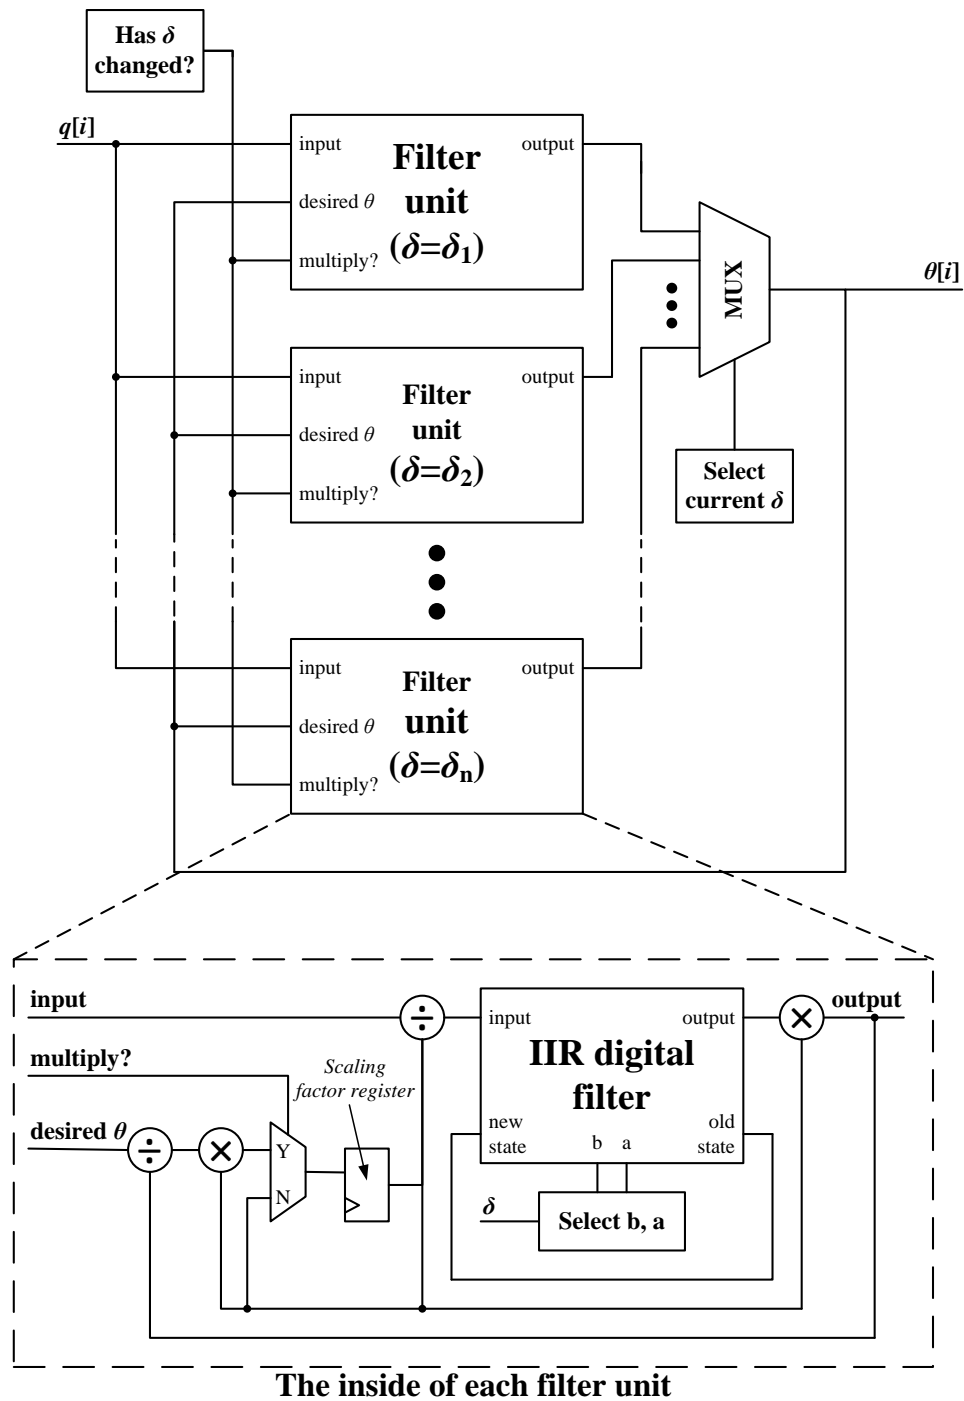 Has δ
changed?
q[i]
input
desired θ
multiply?
Filter
unit
(δ=δ1)
output
MUX
θ[i]
input
desired θ
multiply?
Filter
unit
(δ=δ2)
output
Select
current δ
input
desired θ
multiply?
Filter
unit
(δ=δn)
output
input
multiply?
desired θ
Y
N
Scaling
factor register
input
output
IIR digital
filter
new
state
b
a
old
state
δ
Select b, a
output
The inside of each filter unit